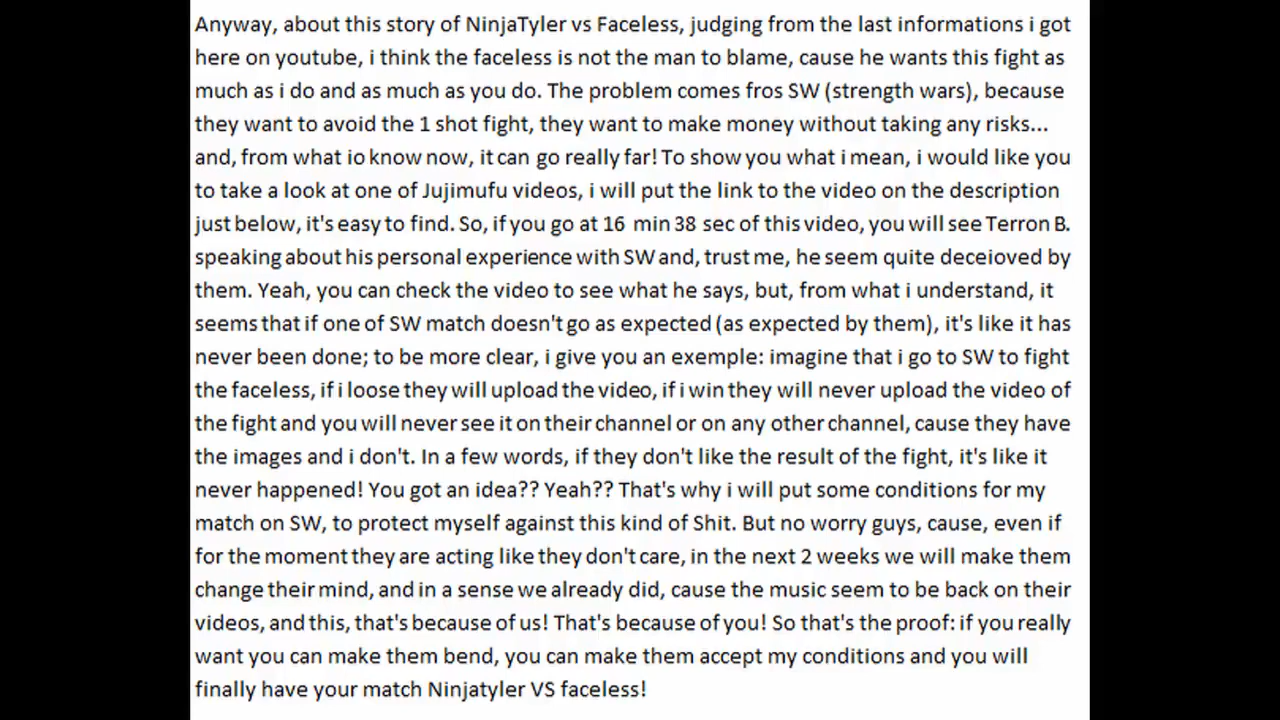 Anyway, about this story of NinjaTyler vs Faceless, judging from the last informations i got
here on youtube, i think the faceless is not the man to blame, cause he wants this fight as
much as i do and as much as you do. The problem comes fros SW (strength wars), because
they want to avoid the 1 shot fight, they want to make money without taking any risks...
and, from what io know now, it can go really far! To show you what i mean, i would like you
to take a look at one of Jujimufu videos, i will put the link to the video on the description
just below, it's easy to find. So, if you go at 16 min 38 sec of this video, you will see Terron B.
speaking about his personal experience with SW and, trust me, he seem quite deceioved by
them. Yeah, you can check the video to see what he says, but, from what i understand, it
seems that if one of SW match doesn't go as expected (as expected by them), it's like it has
never been done; to be more clear, i give you an exemple: imagine that i go to SW to fight
the faceless, if i loose they will upload the video, if i win they will never upload the video of
the fight and you will never see it on their channel or on any other channel, cause they have
the images and i don't. In a few words, if they don't like the result of the fight, it's like it
never happened! You got an idea?? Yeah?? That's why i will put some conditions for my
match on SW, to protect myself against this kind of Shit. But no worry guys, cause, even if
for the moment they are acting like they don't care, in the next 2 weeks we will make them
change their mind, and in a sense we already did, cause the music seem to be back on their
videos, and this, that's because of us! That's because of you! So that's the proof: if you really
want you can make them bend, you can make them accept my conditions and you will
finally have your match Ninjatyler VS faceless!